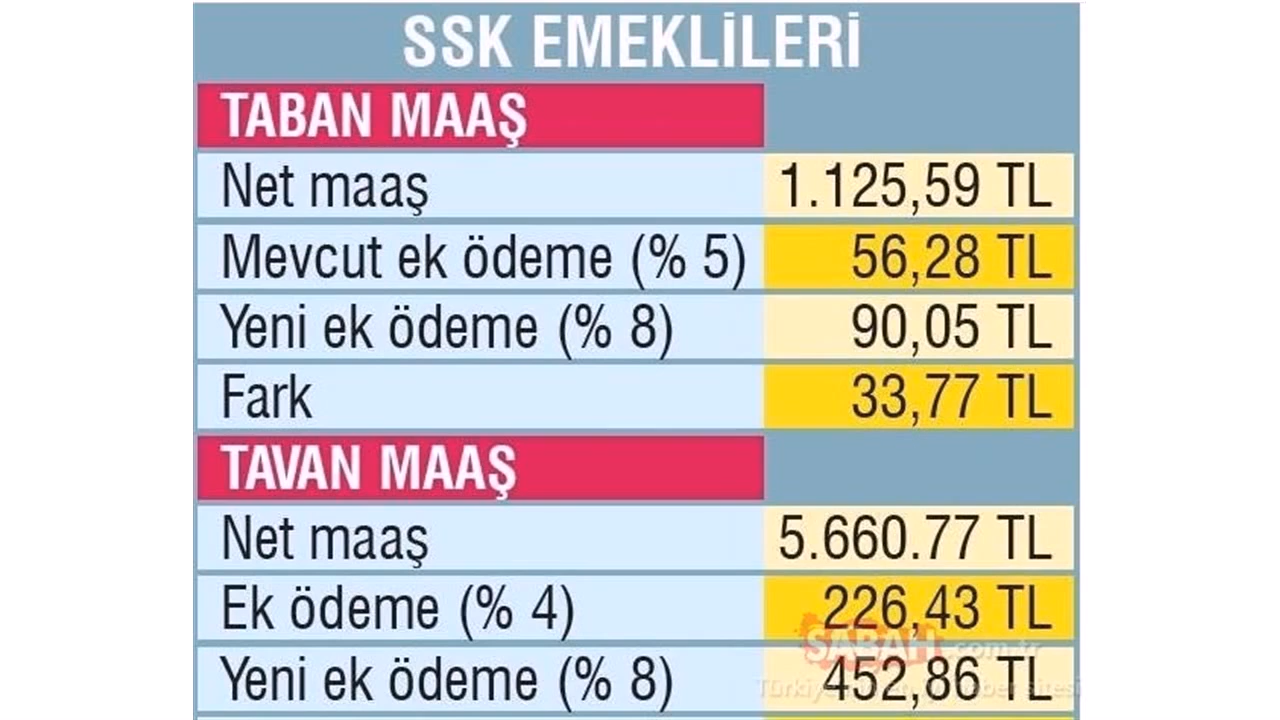 SSK EMEKLİLERİ
TABAN MAAŞ
Net maaş 1.125,59 TL
Mevcut ek ödeme (% 5) 56,28 TL
Yeni ek ödeme (% 8) 90,05 TL
Fark 33,77 TL
TAVAN MAAŞ
Net maaş 5.660.77 TL
Ek ödeme (% 4) 226,43 TL
SABAH.com.tr
Yeni ek ödeme (% 8) 452,86 TL
haber sitesi